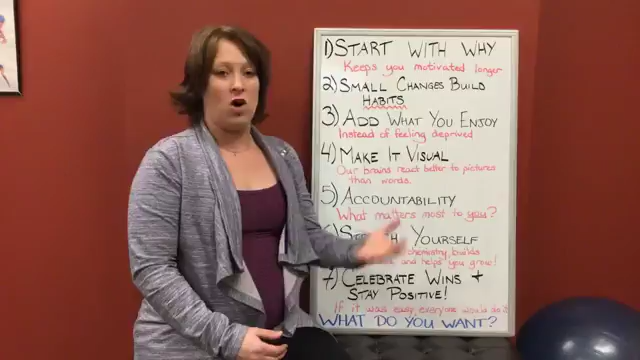 1) START WITH WHY
Keeps you motivated longer
2) SMALL CHANGES BUILD
HABITS
3) ADD WHAT YOU ENJOY
Instead of feeling deprived
4) MAKE IT VISUAL
Our brains react better to pictures
than words.
5) ACCOUNTABILITY
What matters most to you?
YOURSELF
chemistry builds
and helps you grow!
7) CELEBRATE WINS +
STAY POSITIVE!
If it was easy everyone would do it
WHAT DO YOU WANT?